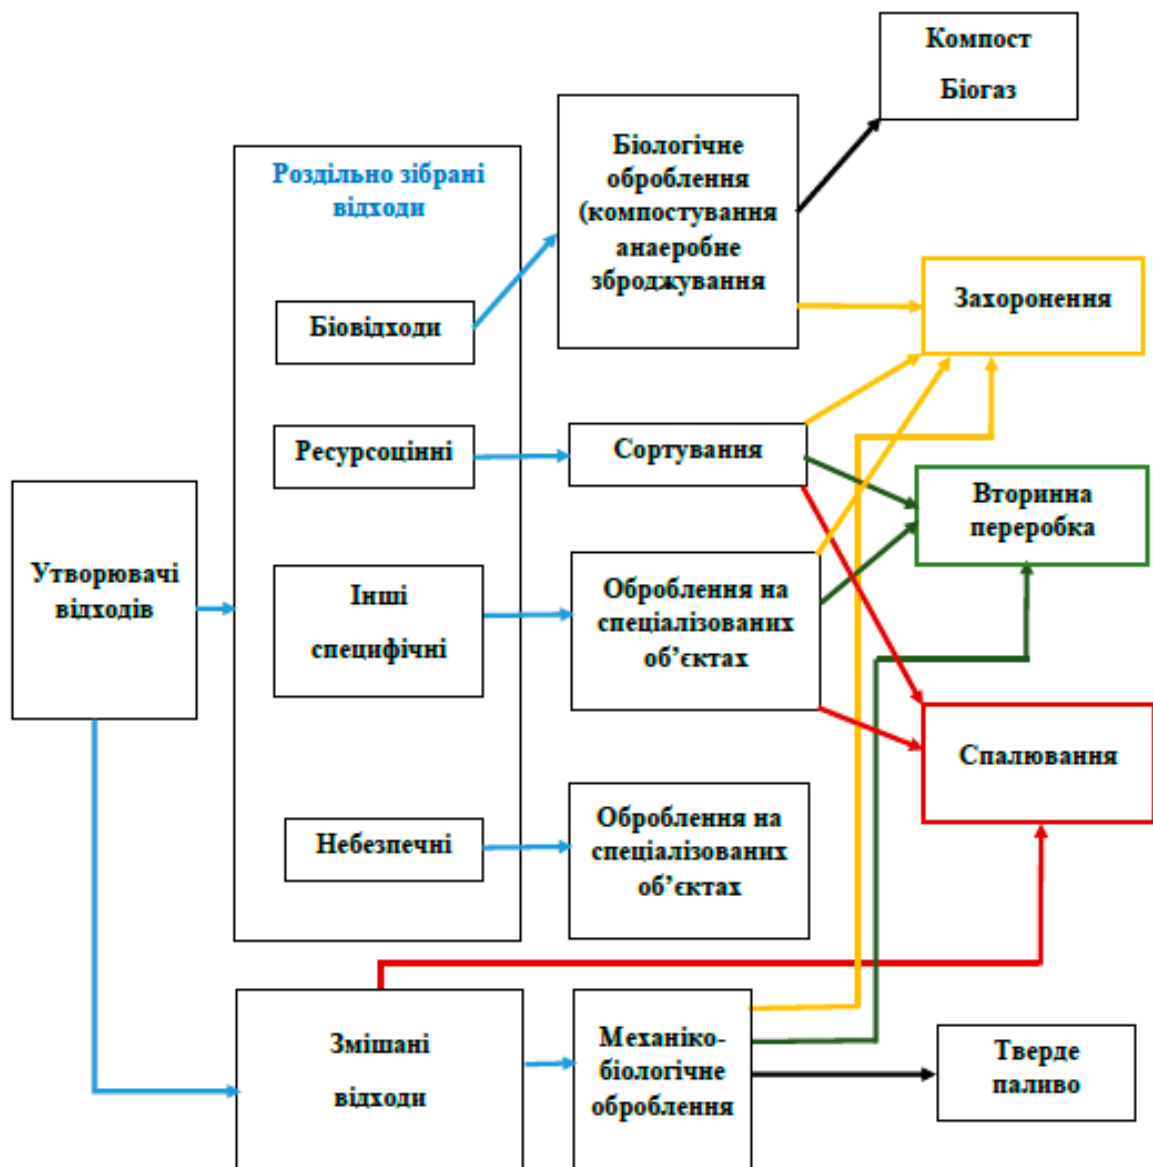 Компост
Біогаз
Біологічне
оброблення
(компостування
анаеробне
зброджування
Роздільно зібрані
відходи
Захоронення
Біовідходи
Ресурсоцінні
Сортування
Вторинна
переробка
Утворювачі
відходів
Інші
специфічні
Оброблення на
спеціалізованих
об’єктах
Спалювання
Небезпечні
Оброблення на
спеціалізованих
об’єктах
Змішані
відходи
Механіко-
біологічне
оброблення
Тверде
паливо